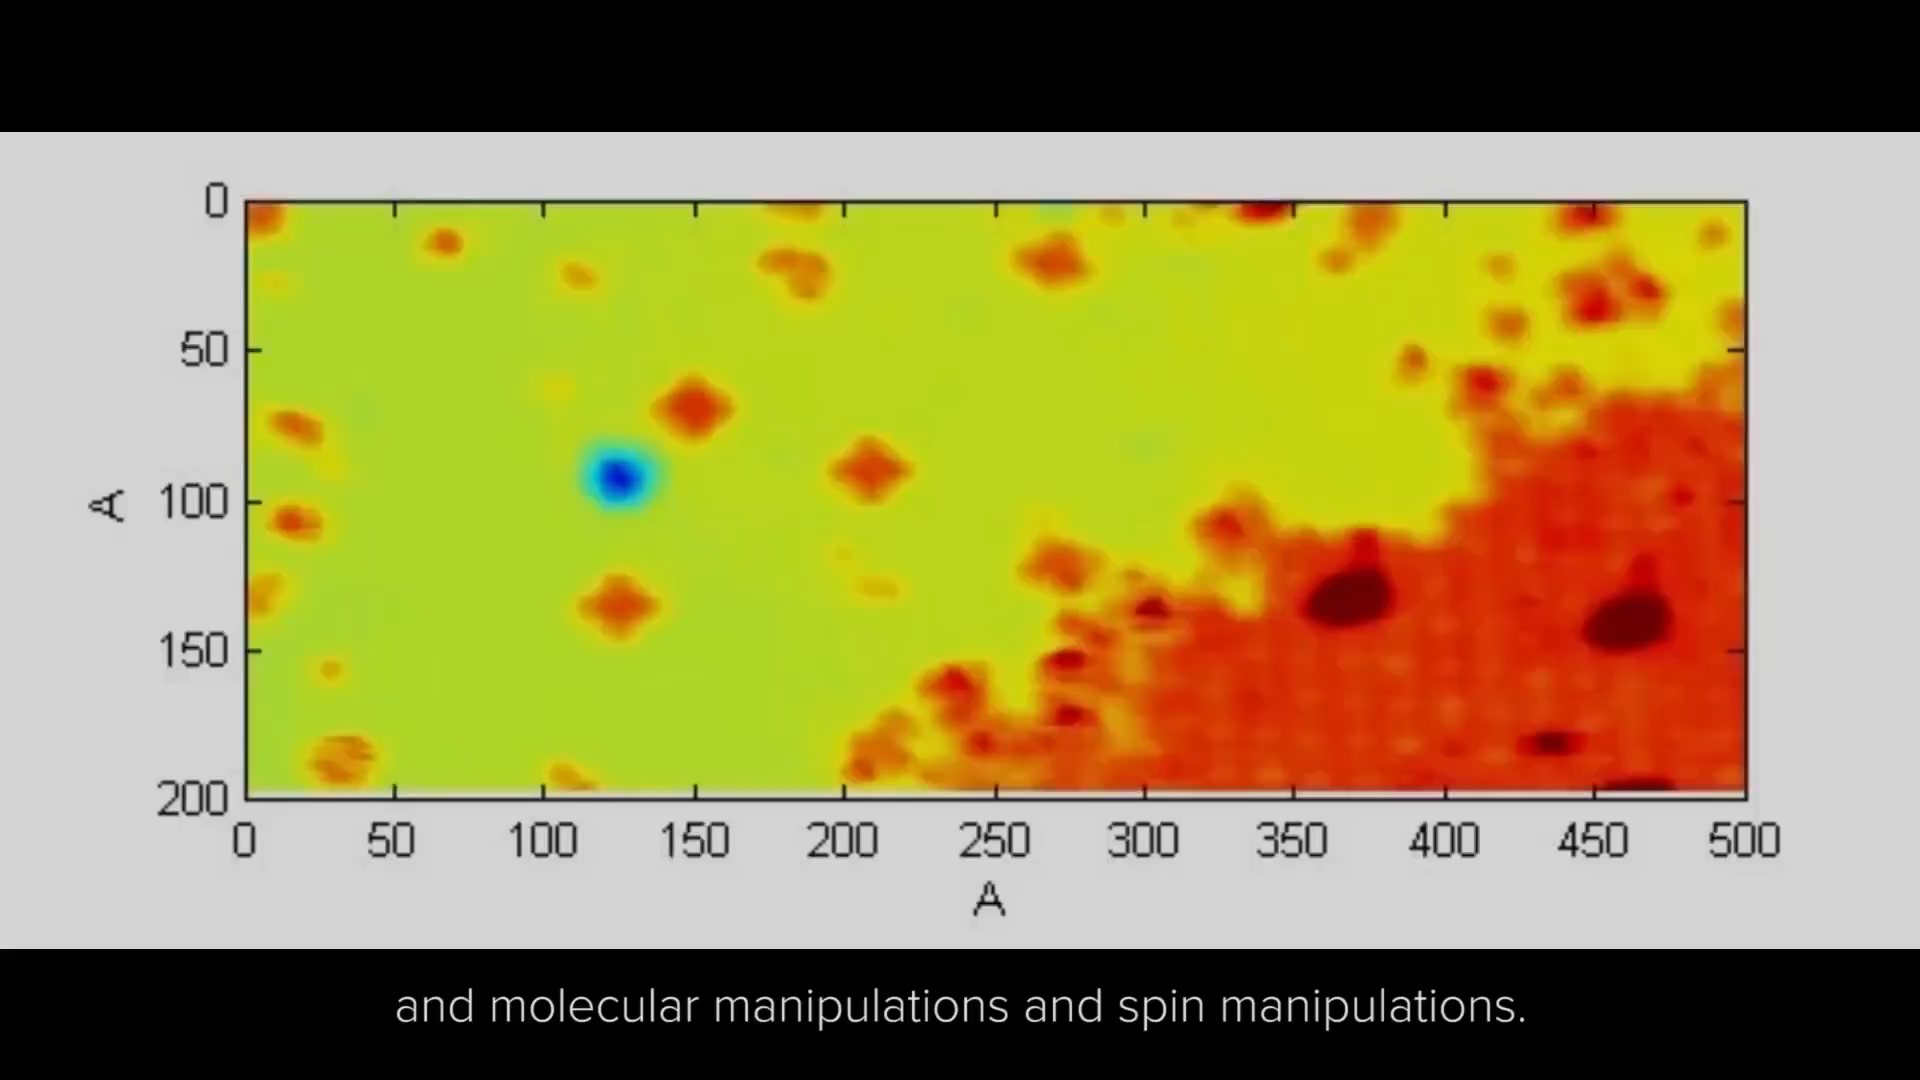 0
50
100
150
200
A
0 50 100 150 200 250 300 350 400 450 500
A
and molecular manipulations and spin manipulations.